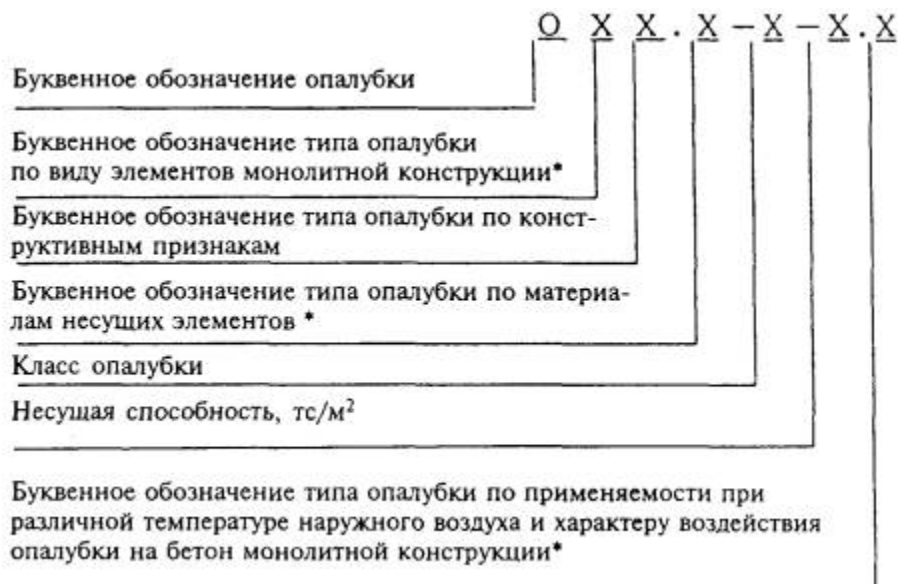 О Х Х . Х – Х – Х . Х
Буквенное обозначение опалубки
Буквенное обозначение типа опалубки
по виду элементов монолитной конструкции*
Буквенное обозначение типа опалубки по конст-
руктивным признакам
Буквенное обозначение типа опалубки по материа-
лам несущих элементов *
Класс опалубки
Несущая способность, тс/м²
Буквенное обозначение типа опалубки по применяемости при
различной температуре наружного воздуха и характеру воздействия
опалубки на бетон монолитной конструкции*